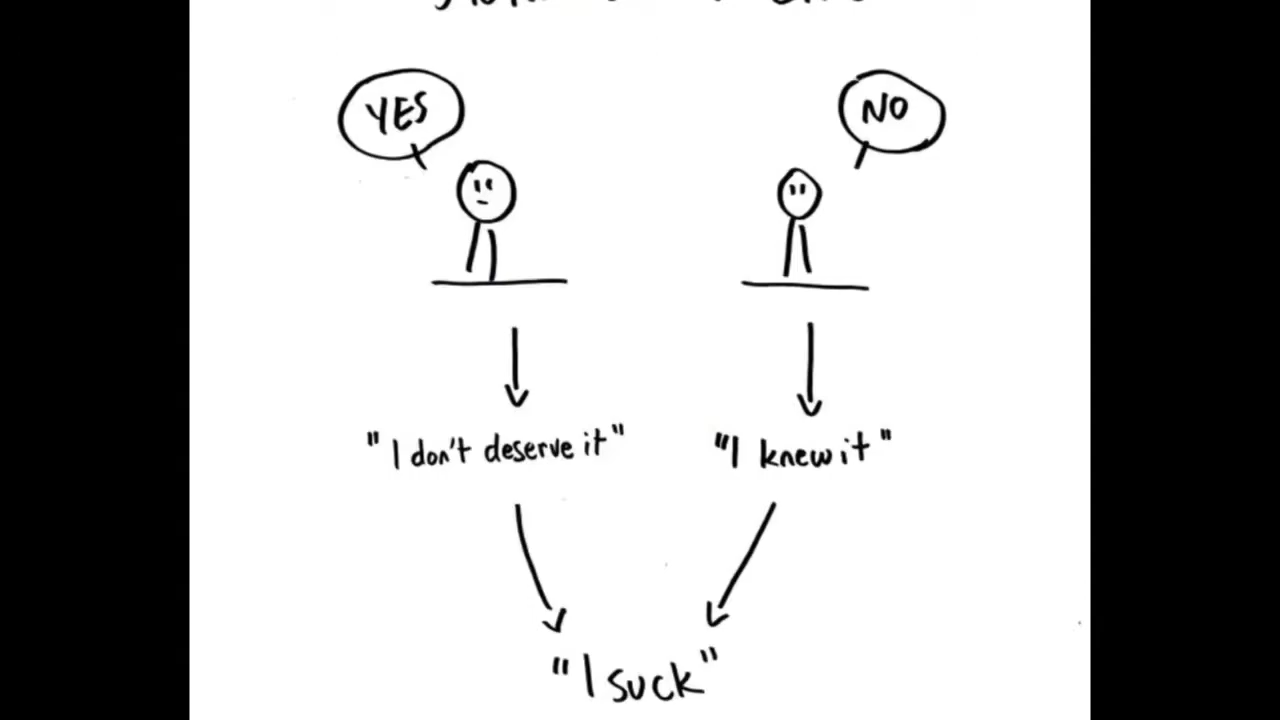 YES
NO
"I don't deserve it"
"I knew it"
"I suck"